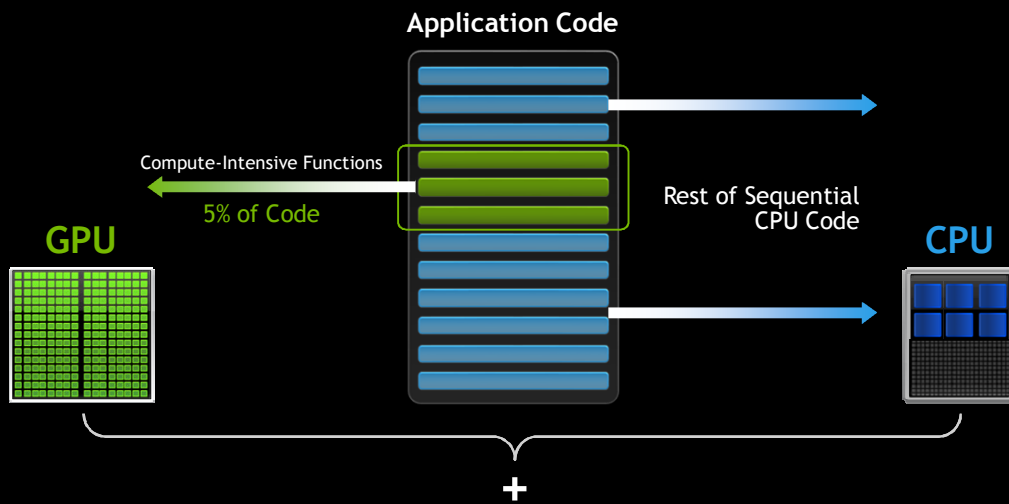 Application Code
Compute-Intensive Functions
5% of Code
Rest of Sequential
CPU Code
GPU
CPU
+